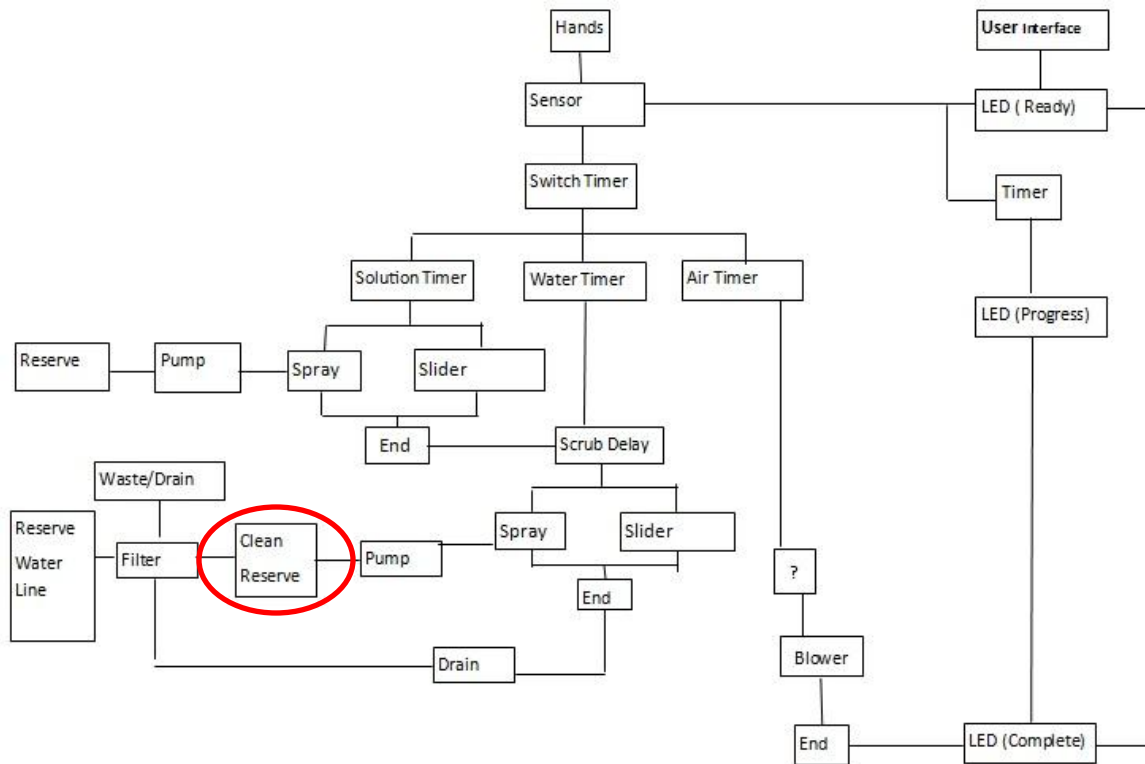 Hands
User Interface
Sensor
LED ( Ready)
Switch Timer
Timer
Solution Timer
Water Timer
Air Timer
LED (Progress)
Reserve
Pump
Spray
Slider
End
Scrub Delay
Waste/Drain
Reserve
Water
Line
Filter
Clean
Reserve
Pump
Spray
Slider
?
End
Drain
Blower
End
LED (Complete)